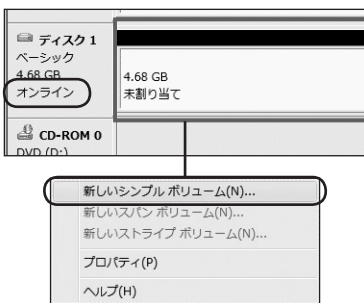 ディスク 1
ベーシック
4.68 GB
オンライン
4.68 GB
未割り当て
CD-ROM 0
DVD (D:)
新しいシンプル ボリューム(N)...
新しいスパン ボリューム(N)...
新しいストライプ ボリューム(N)...
プロパティ(P)
ヘルプ(H)